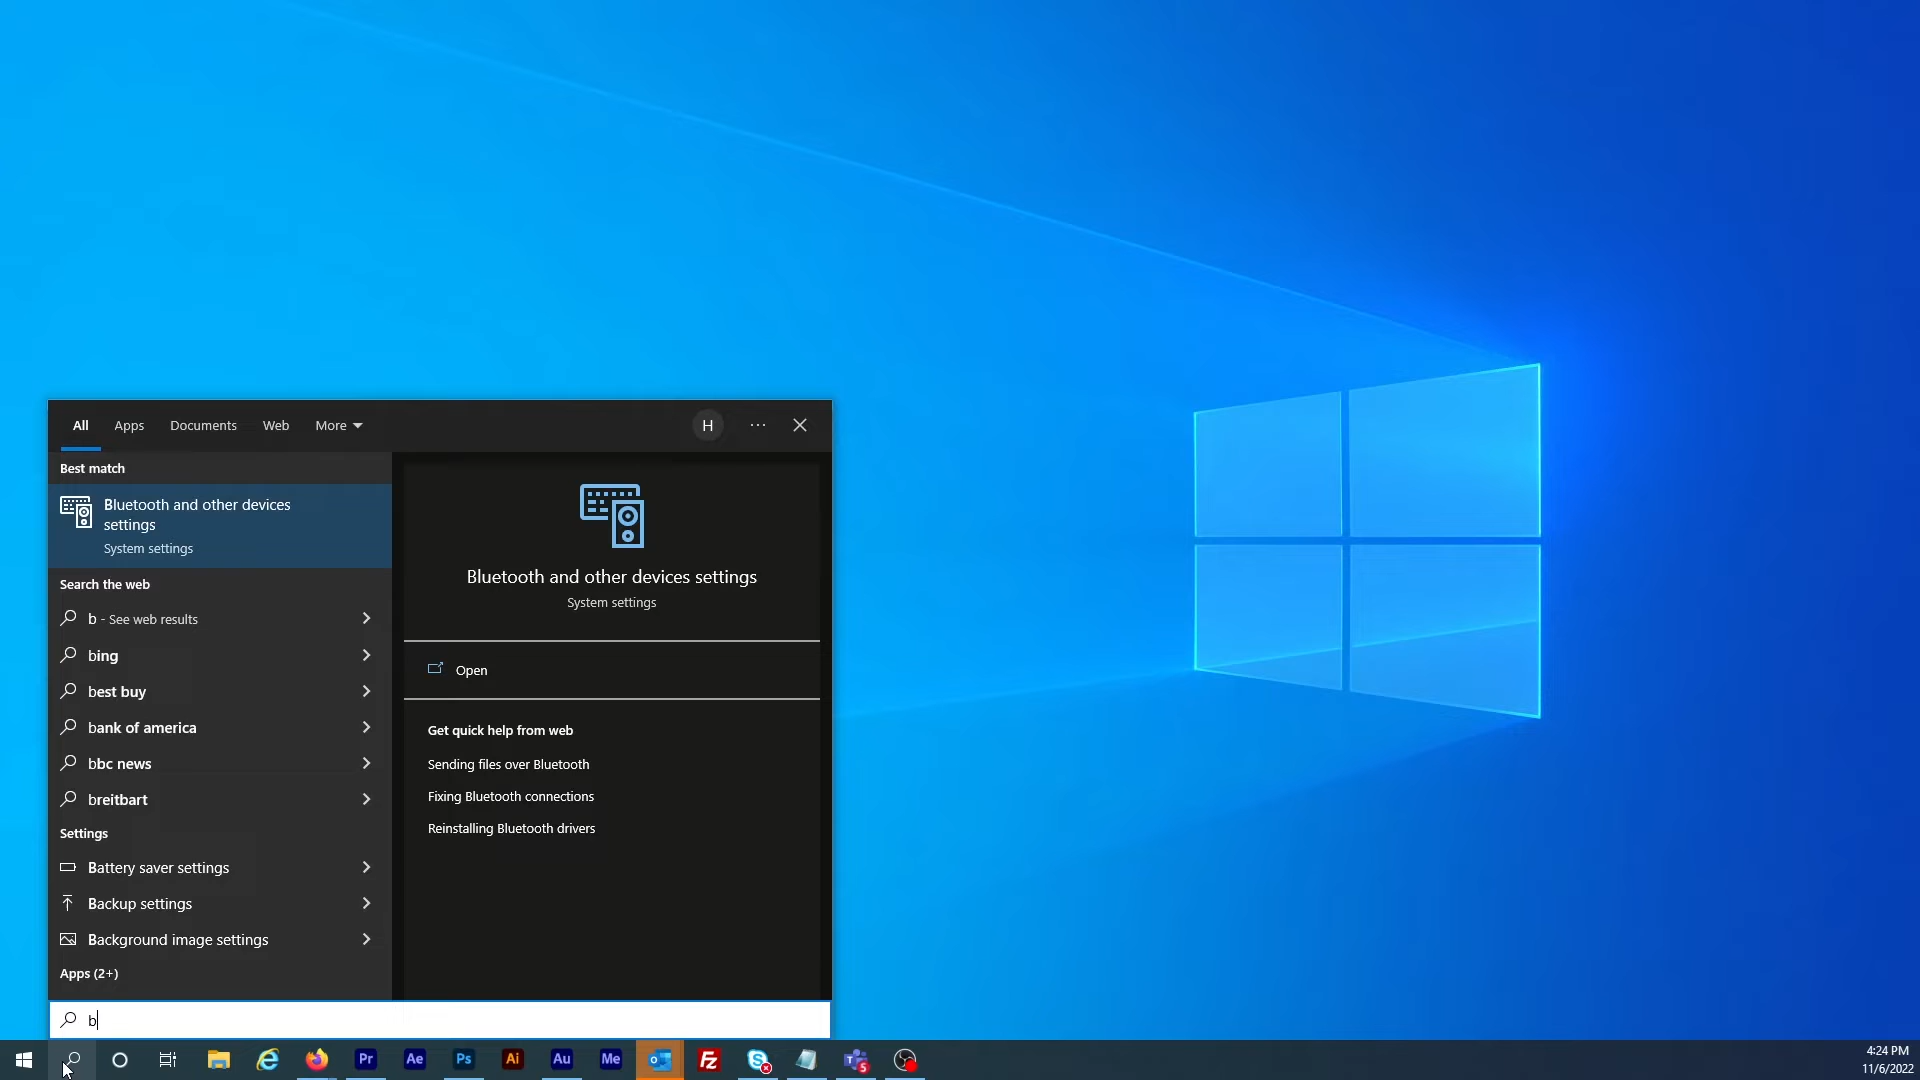 All Apps Documents Web More H ...
Best match
Bluetooth and other devices
settings
System settings
Search the web
b - See web results
bing
best buy
bank of america
bbc news
breitbart
Settings
Battery saver settings
Backup settings
Background image settings
Apps (2+)
Bluetooth and other devices settings
System settings
Open
Get quick help from web
Sending files over Bluetooth
Fixing Bluetooth connections
Reinstalling Bluetooth drivers
b
Pr Ae Ps Ai Au Me o Fz S T 5
4:24 PM
11/6/2022